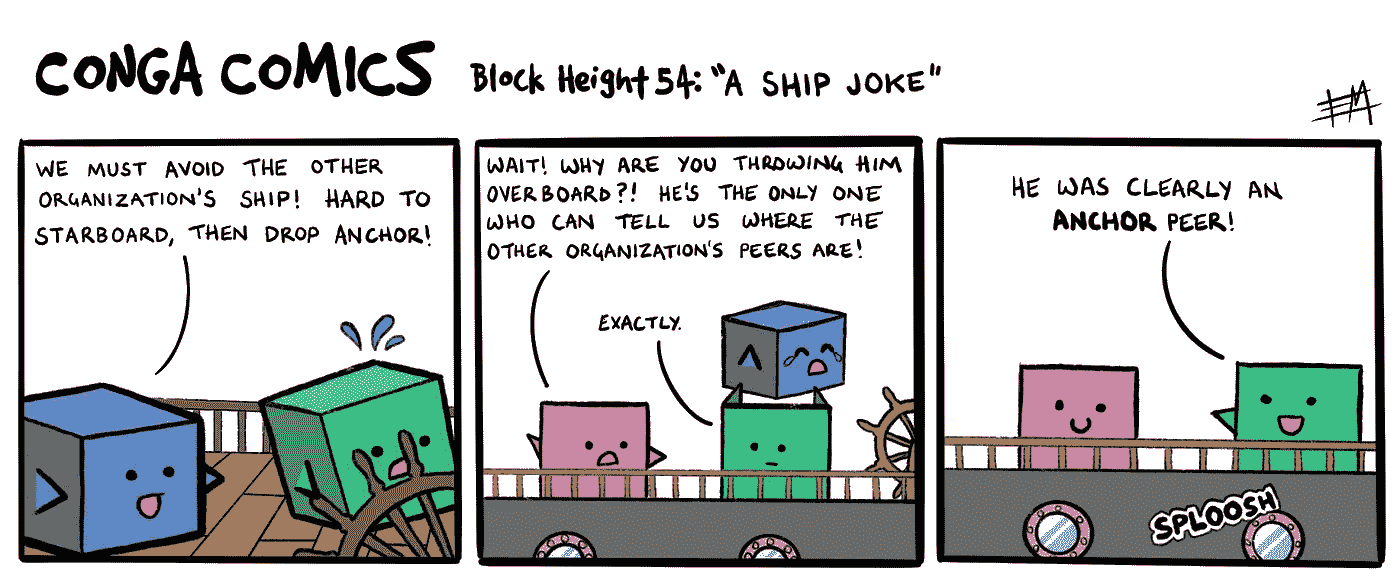 CONGA COMICS
Block Height 54: "A SHIP JOKE"
WE MUST AVOID THE OTHER
ORGANIZATION'S SHIP! HARD TO
STARBOARD, THEN DROP ANCHOR!
WAIT! WHY ARE YOU THROWING HIM
OVERBOARD?! HE'S THE ONLY ONE
WHO CAN TELL US WHERE THE
OTHER ORGANIZATION'S PEERS ARE!
EXACTLY.
HE WAS CLEARLY AN
ANCHOR PEER!
SPLOOSH